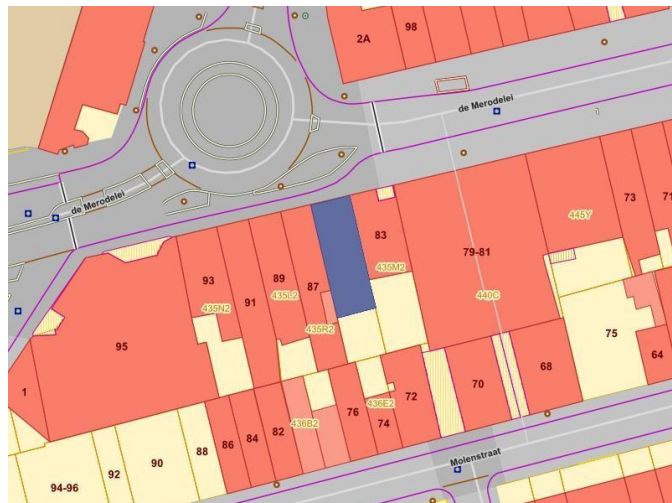 2A
98
de Merodelei
de Merodelei
73
71
445Y
83
79-81
93
89
87
435M2
91
435L2
435N2
440C
435R2
95
75
68
64
1
72
70
76
436E2
74
82
436B2
84
86
88
90
92
94-96
Molenstraat